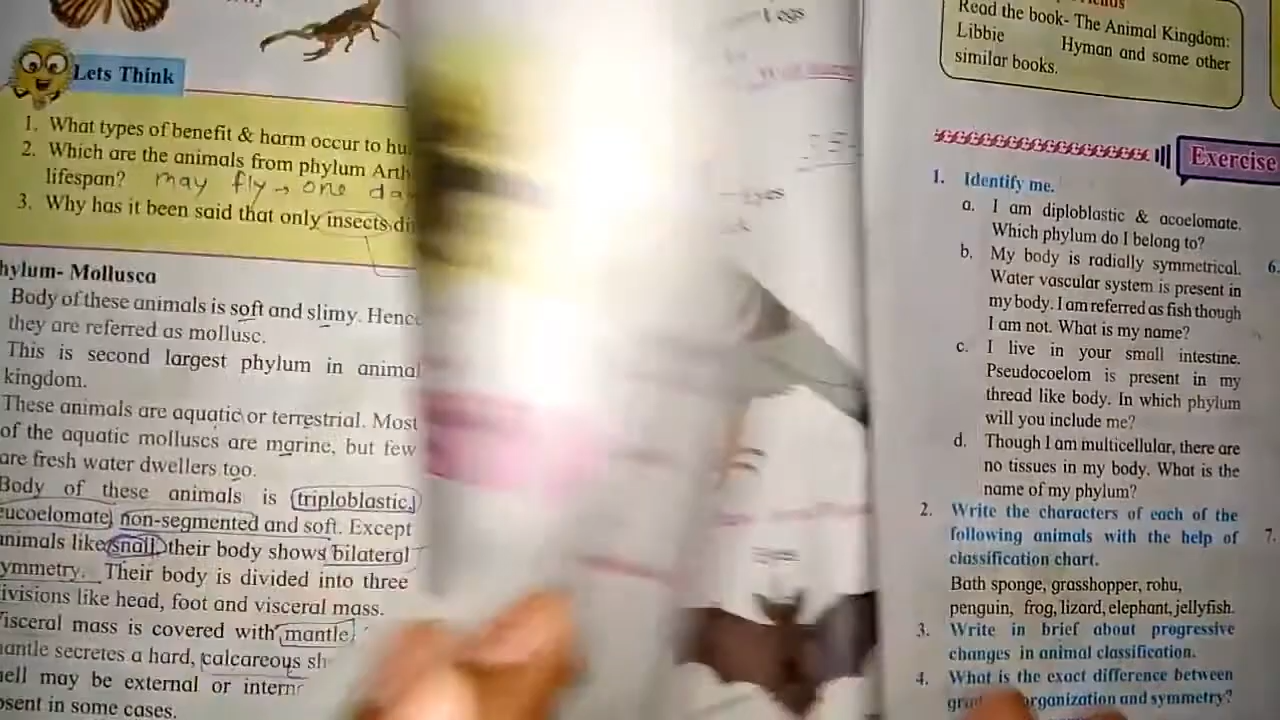 Lets Think
1. What types of benefit & harm occur to hu
2. Which are the animals from phylum Arth
lifespan? may fly → one da
3. Why has it been said that only insects di
hylum- Mollusca
Body of these animals is soft and slimy. Hence
they are referred as mollusc.
This is second largest phylum in animal
kingdom.
These animals are aquatic or terrestrial. Most
of the aquatic molluscs are marine, but few
are fresh water dwellers too.
Body of these animals is triploblastic,
eucoelomate, non-segmented and soft. Except
animals like snail, their body shows bilateral
ymmetry. Their body is divided into three
ivisions like head, foot and visceral mass.
isceral mass is covered with mantle.
antle secretes a hard, calcareous sh
ell may be external or intern
bsent in some cases.
Legs
Eyes
Eyes
Read the book- The Animal Kingdom:
Libbie Hyman and some other
similar books.
Exercise
1. Identify me.
a. I am diploblastic & acoelomate.
Which phylum do I belong to?
b. My body is radially symmetrical.
Water vascular system is present in
my body. I am referred as fish though
I am not. What is my name?
c. I live in your small intestine.
Pseudocoelom is present in my
thread like body. In which phylum
will you include me?
d. Though I am multicellular, there are
no tissues in my body. What is the
name of my phylum?
2. Write the characters of each of the
following animals with the help of
classification chart.
Bath sponge, grasshopper, rohu,
penguin, frog, lizard, elephant, jellyfish.
3. Write in brief about progressive
changes in animal classification.
4. What is the exact difference between
organization and symmetry?
6.
7.